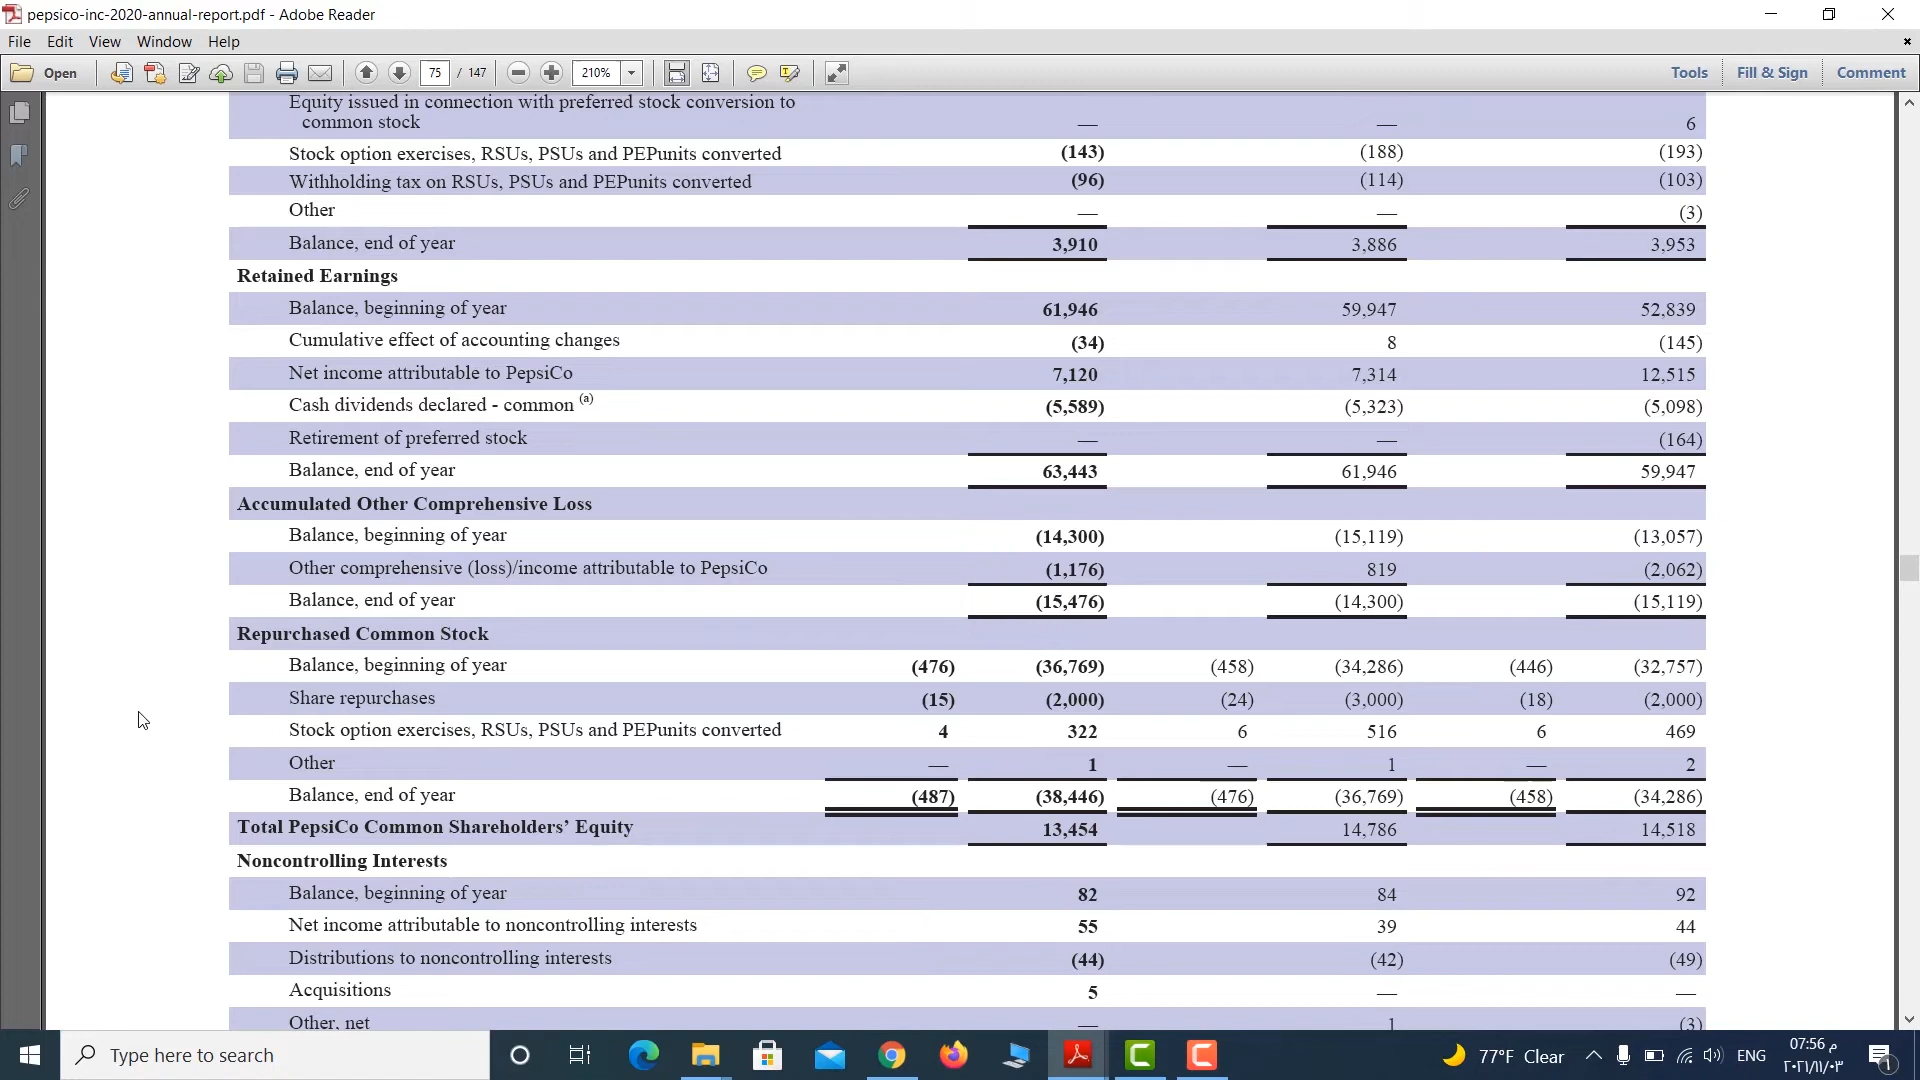 pepsico-inc-2020-annual-report.pdf - Adobe Reader
File Edit View Window Help
Open 75 / 147 210% Tools Fill & Sign Comment
Equity issued in connection with preferred stock conversion to
common stock — — 6
Stock option exercises, RSUs, PSUs and PEPunits converted (143) (188) (193)
Withholding tax on RSUs, PSUs and PEPunits converted (96) (114) (103)
Other — — (3)
Balance, end of year 3,910 3,886 3,953
Retained Earnings
Balance, beginning of year 61,946 59,947 52,839
Cumulative effect of accounting changes (34) 8 (145)
Net income attributable to PepsiCo 7,120 7,314 12,515
Cash dividends declared - common (a) (5,589) (5,323) (5,098)
Retirement of preferred stock — — (164)
Balance, end of year 63,443 61,946 59,947
Accumulated Other Comprehensive Loss
Balance, beginning of year (14,300) (15,119) (13,057)
Other comprehensive (loss)/income attributable to PepsiCo (1,176) 819 (2,062)
Balance, end of year (15,476) (14,300) (15,119)
Repurchased Common Stock
Balance, beginning of year (476) (36,769) (458) (34,286) (446) (32,757)
Share repurchases (15) (2,000) (24) (3,000) (18) (2,000)
Stock option exercises, RSUs, PSUs and PEPunits converted 4 322 6 516 6 469
Other — 1 — 1 — 2
Balance, end of year (487) (38,446) (476) (36,769) (458) (34,286)
Total PepsiCo Common Shareholders’ Equity 13,454 14,786 14,518
Noncontrolling Interests
Balance, beginning of year 82 84 92
Net income attributable to noncontrolling interests 55 39 44
Distributions to noncontrolling interests (44) (42) (49)
Acquisitions 5 — —
Other, net — 1 (3)
Type here to search 77°F Clear ENG 07:56 م
٢٠٢١/١١/٠٣
١